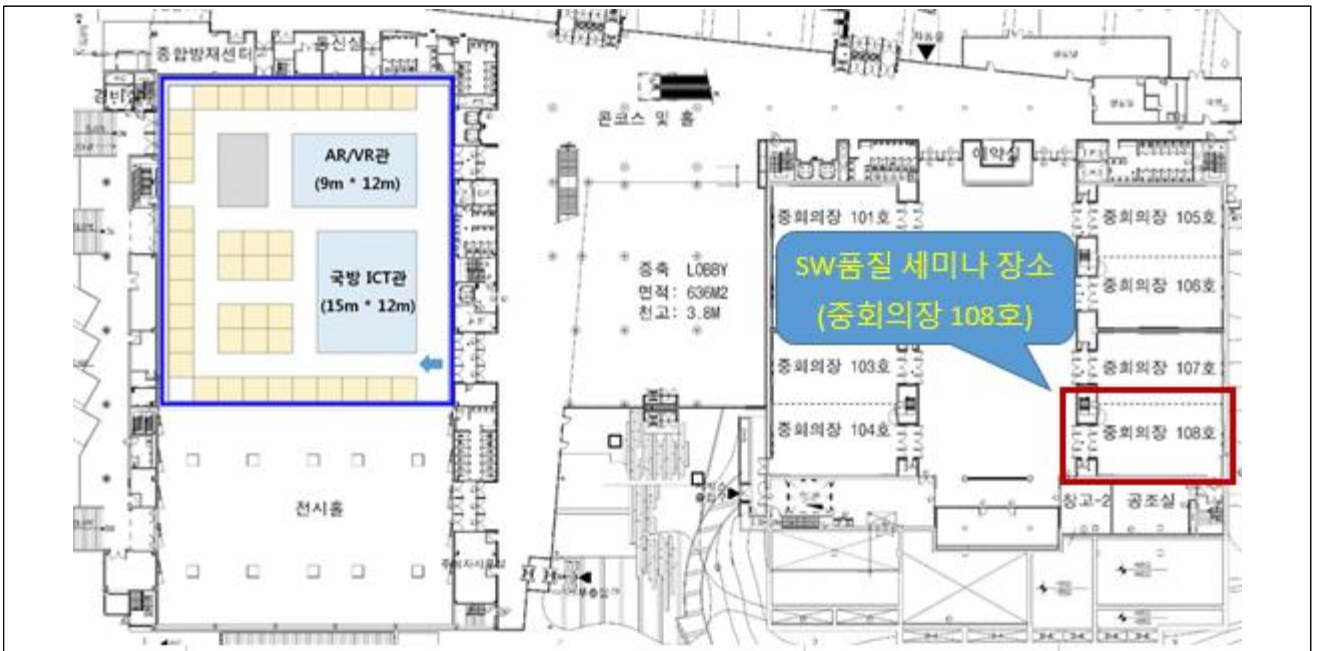 종합방재센터
통신실
AR/VR관
(9m * 12m)
국방 ICT관
(15m * 12m)
전시홀
콘코스 및 홀
증축 LOBBY
면적: 636M2
천고: 3.8M
중회의장 101호
중회의장 103호
중회의장 104호
SW품질 세미나 장소
(중회의장 108호)
중회의장 105호
중회의장 106호
중회의장 107호
중회의장 108호
창고-2
공조실